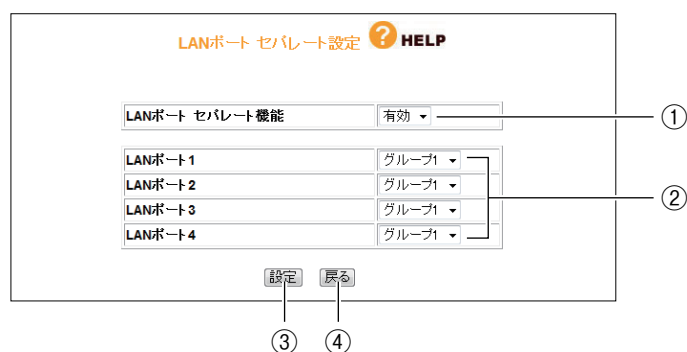 LANポート セパレート設定 ? HELP
LANポート セパレート機能 有効 ①
LANポート1 グループ1
LANポート2 グループ1 ②
LANポート3 グループ1
LANポート4 グループ1
設定 戻る
③ ④